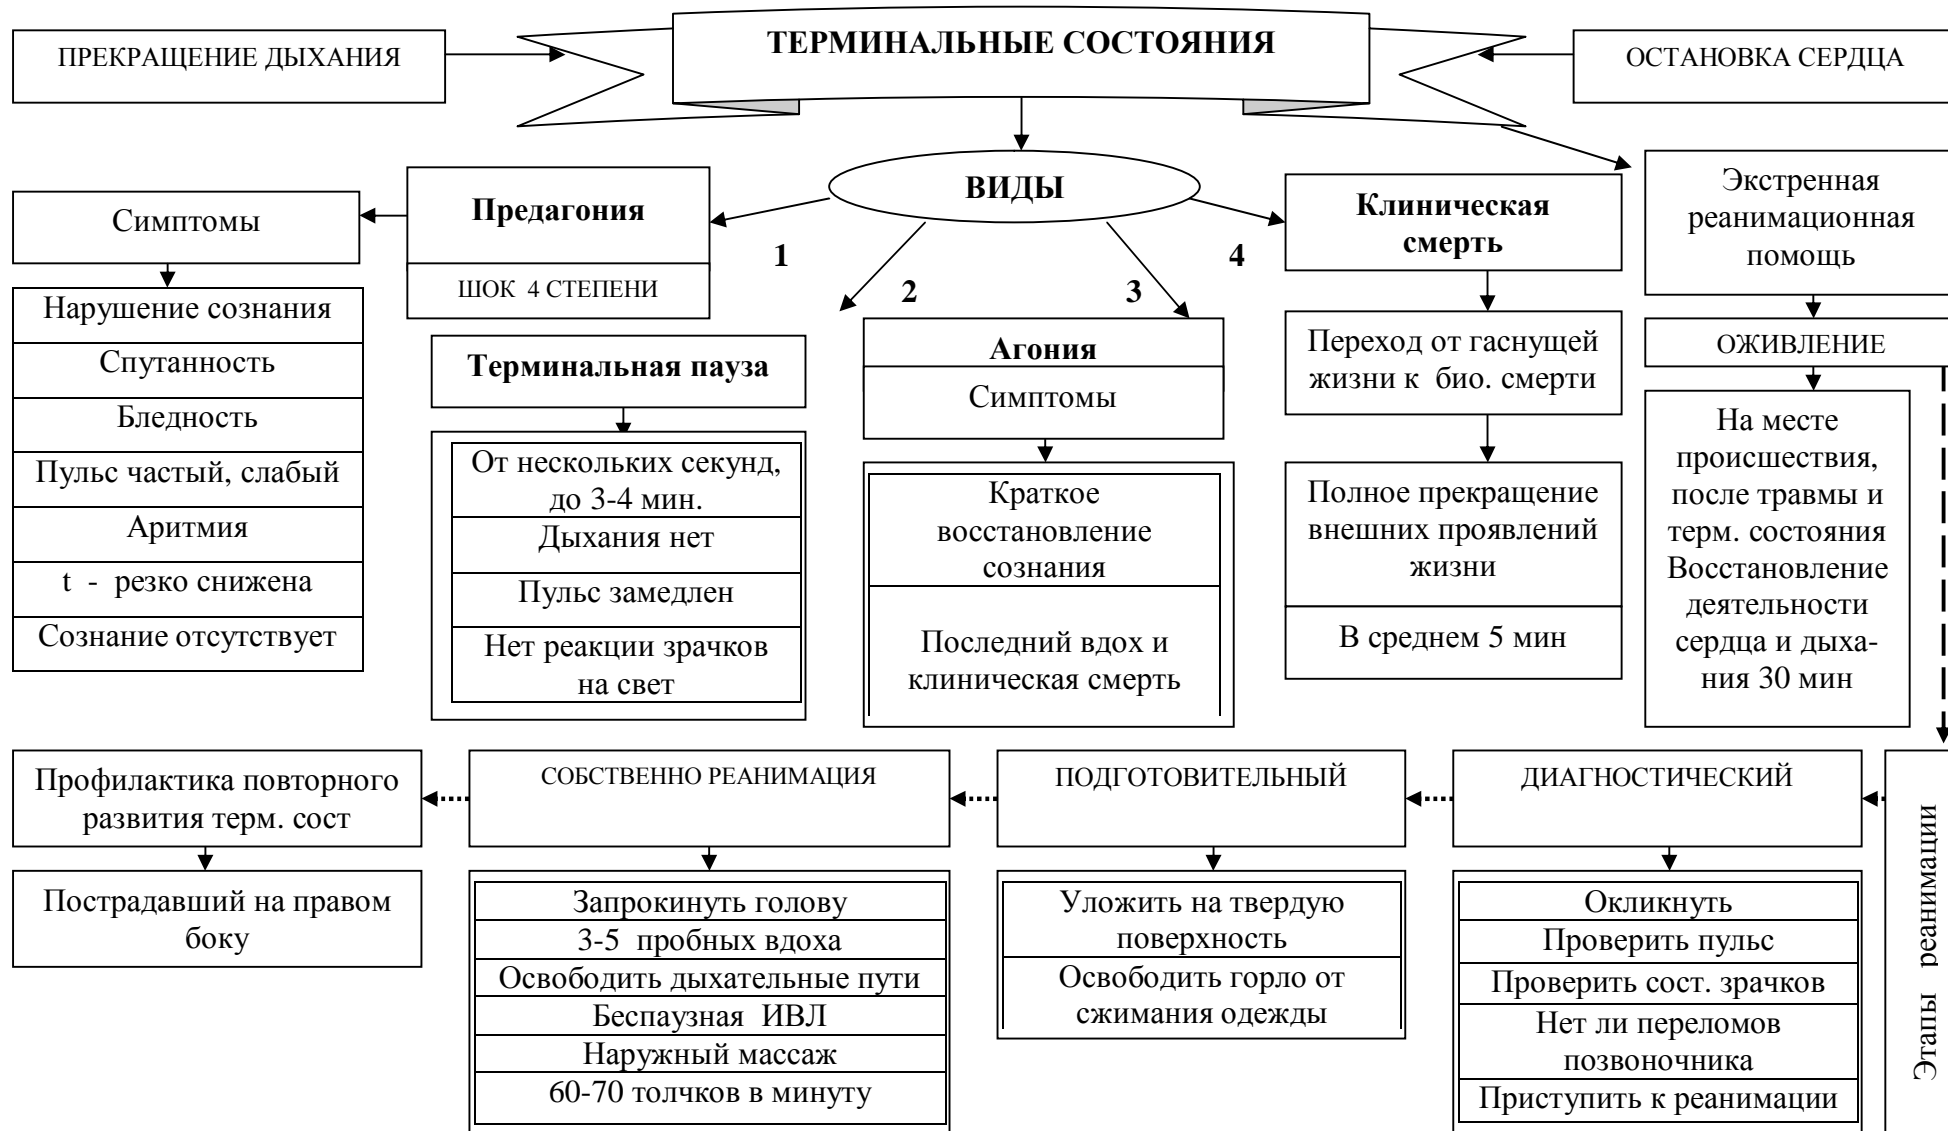 ТЕРМИНАЛЬНЫЕ СОСТОЯНИЯ
ПРЕКРАЩЕНИЕ ДЫХАНИЯ
ОСТАНОВКА СЕРДЦА
ВИДЫ
1
2
3
4
Предагония
ШОК 4 СТЕПЕНИ
Симптомы
Нарушение сознания
Спутанность
Бледность
Пульс частый, слабый
Аритмия
t - резко снижена
Сознание отсутствует
Терминальная пауза
От нескольких секунд,
до 3-4 мин.
Дыхания нет
Пульс замедлен
Нет реакции зрачков
на свет
Агония
Симптомы
Краткое
восстановление
сознания
Последний вдох и
клиническая смерть
Клиническая
смерть
Переход от гаснущей
жизни к био. смерти
Полное прекращение
внешних проявлений
жизни
В среднем 5 мин
Экстренная
реанимационная
помощь
ОЖИВЛЕНИЕ
На месте
происшествия,
после травмы и
терм. состояния
Восстановление
деятельности
сердца и дыха-
ния 30 мин
Этапы реанимации
ДИАГНОСТИЧЕСКИЙ
Окликнуть
Проверить пульс
Проверить сост. зрачков
Нет ли переломов
позвоночника
Приступить к реанимации
ПОДГОТОВИТЕЛЬНЫЙ
Уложить на твердую
поверхность
Освободить горло от
сжимания одежды
СОБСТВЕННО РЕАНИМАЦИЯ
Запрокинуть голову
3-5 пробных вдоха
Освободить дыхательные пути
Беспаузная ИВЛ
Наружный массаж
60-70 толчков в минуту
Профилактика повторного
развития терм. сост
Пострадавший на правом
боку